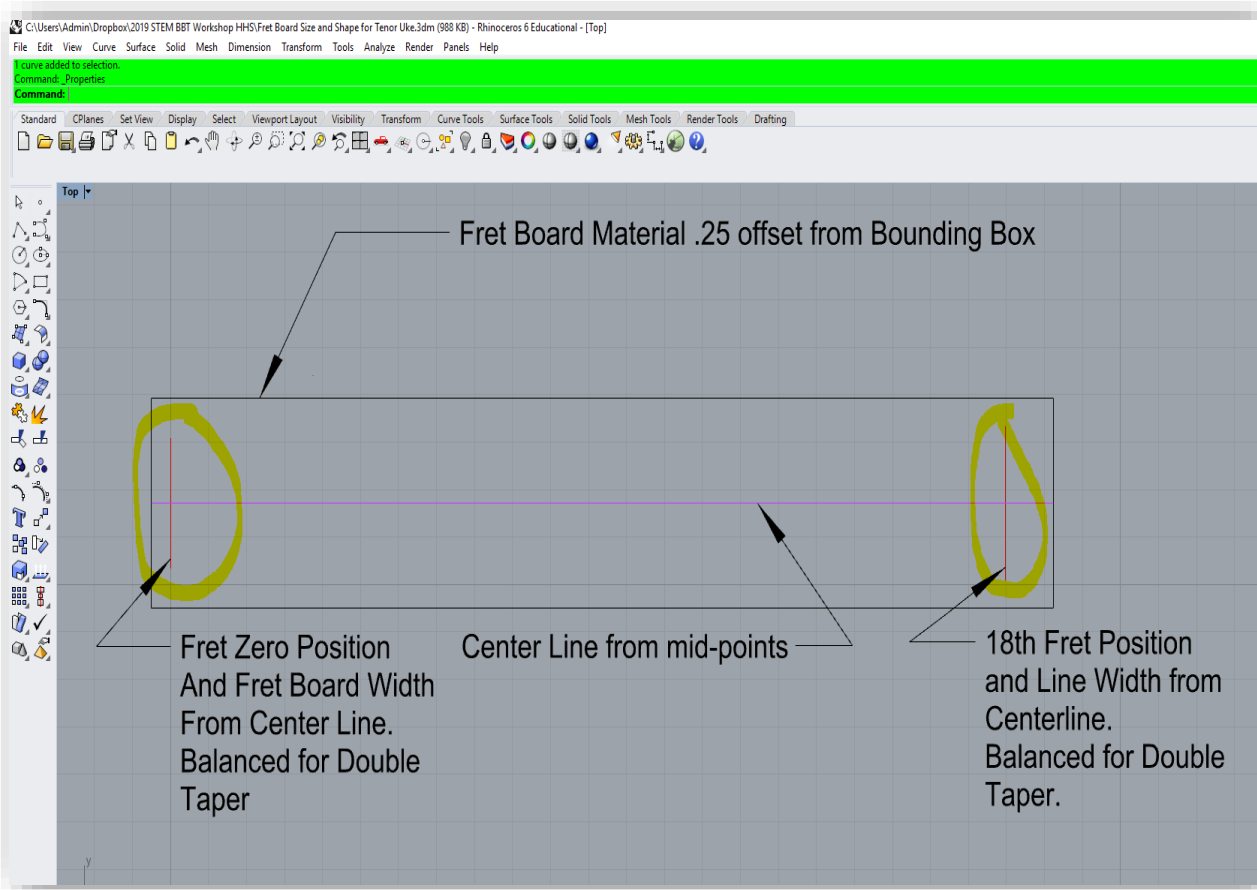 C:\Users\Admin\Dropbox\2019 STEM BBT Workshop HHS\Fret Board Size and Shape for Tenor Uke.3dm (988 KB) - Rhinoceros 6 Educational - [Top]
File Edit View Curve Surface Solid Mesh Dimension Transform Tools Analyze Render Panels Help
1 curve added to selection.
Command: _Properties
Command:
Standard CPlanes Set View Display Select Viewport Layout Visibility Transform Curve Tools Surface Tools Solid Tools Mesh Tools Render Tools Drafting
Top
Fret Board Material .25 offset from Bounding Box
Fret Zero Position
And Fret Board Width
From Center Line.
Balanced for Double
Taper
Center Line from mid-points
18th Fret Position
and Line Width from
Centerline.
Balanced for Double
Taper.
y